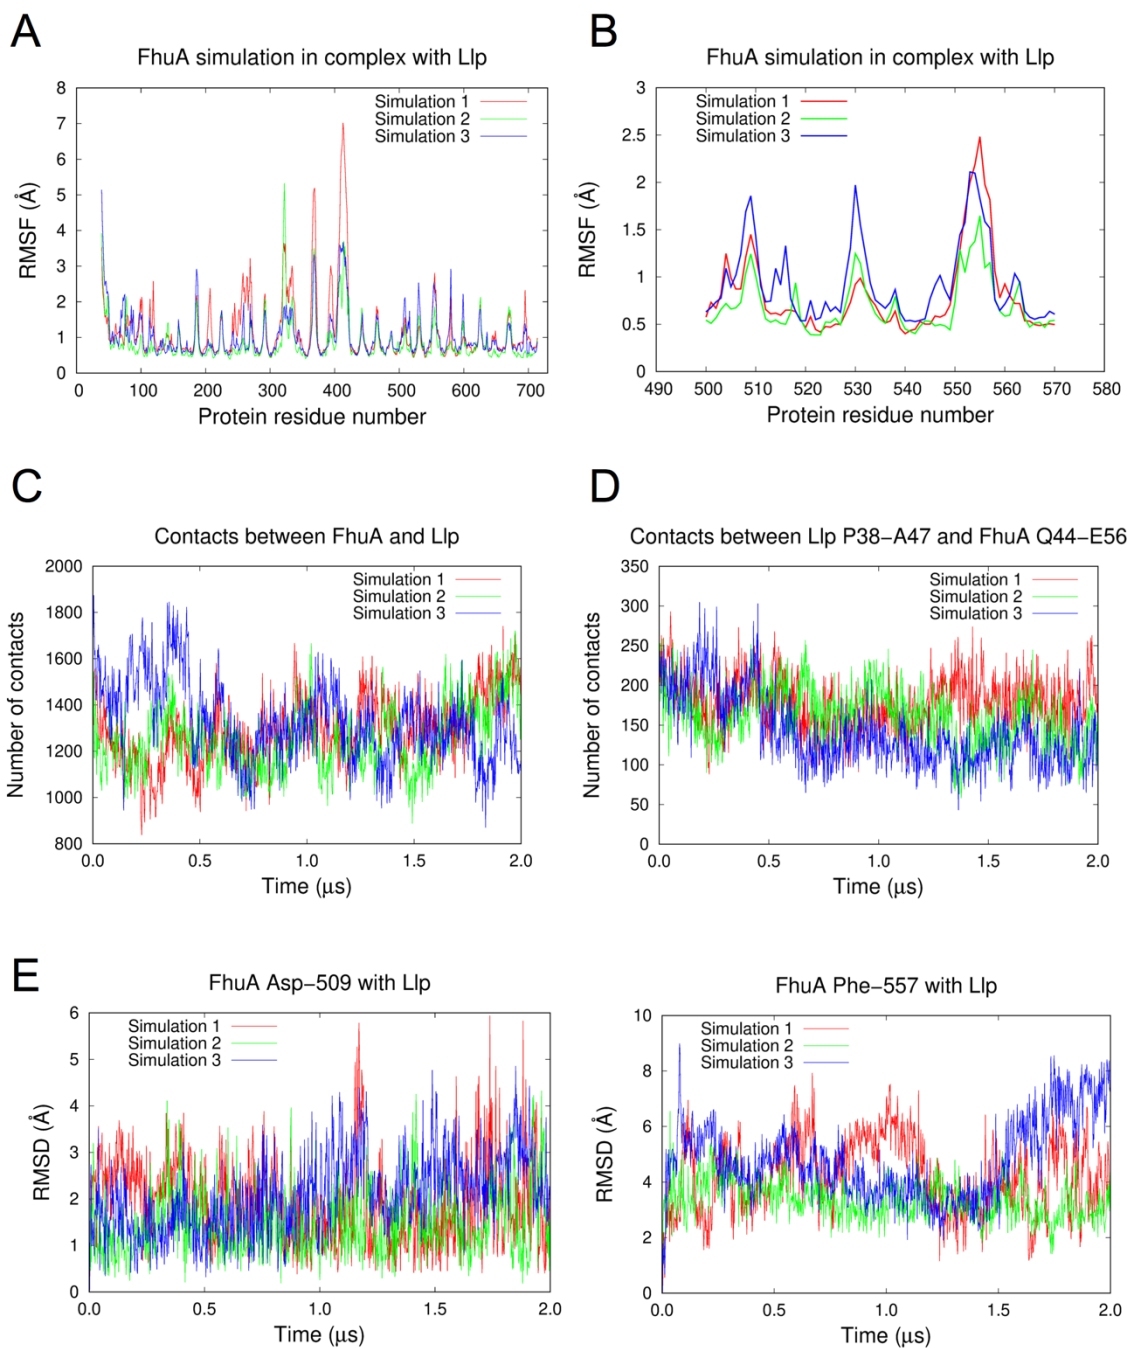 A
FhuA simulation in complex with Llp
8
7
6
5
4
3
2
1
0
RMSF (Å)
Simulation 1
Simulation 2
Simulation 3
100 200 300 400 500 600 700
Protein residue number
B
FhuA simulation in complex with Llp
3
2.5
2
1.5
1
0.5
0
RMSF (Å)
Simulation 1
Simulation 2
Simulation 3
490 500 510 520 530 540 550 560 570 580
Protein residue number
C
Contacts between FhuA and Llp
2000
1800
1600
1400
1200
1000
800
Number of contacts
Simulation 1
Simulation 2
Simulation 3
0.0 0.5 1.0 1.5 2.0
Time (μs)
D
Contacts between Llp P38−A47 and FhuA Q44−E56
350
300
250
200
150
100
50
0
Number of contacts
Simulation 1
Simulation 2
Simulation 3
0.0 0.5 1.0 1.5 2.0
Time (μs)
E
FhuA Asp−509 with Llp
6
5
4
3
2
1
0
RMSD (Å)
Simulation 1
Simulation 2
Simulation 3
0.0 0.5 1.0 1.5 2.0
Time (μs)
FhuA Phe−557 with Llp
10
8
6
4
2
0
RMSD (Å)
Simulation 1
Simulation 2
Simulation 3
0.0 0.5 1.0 1.5 2.0
Time (μs)